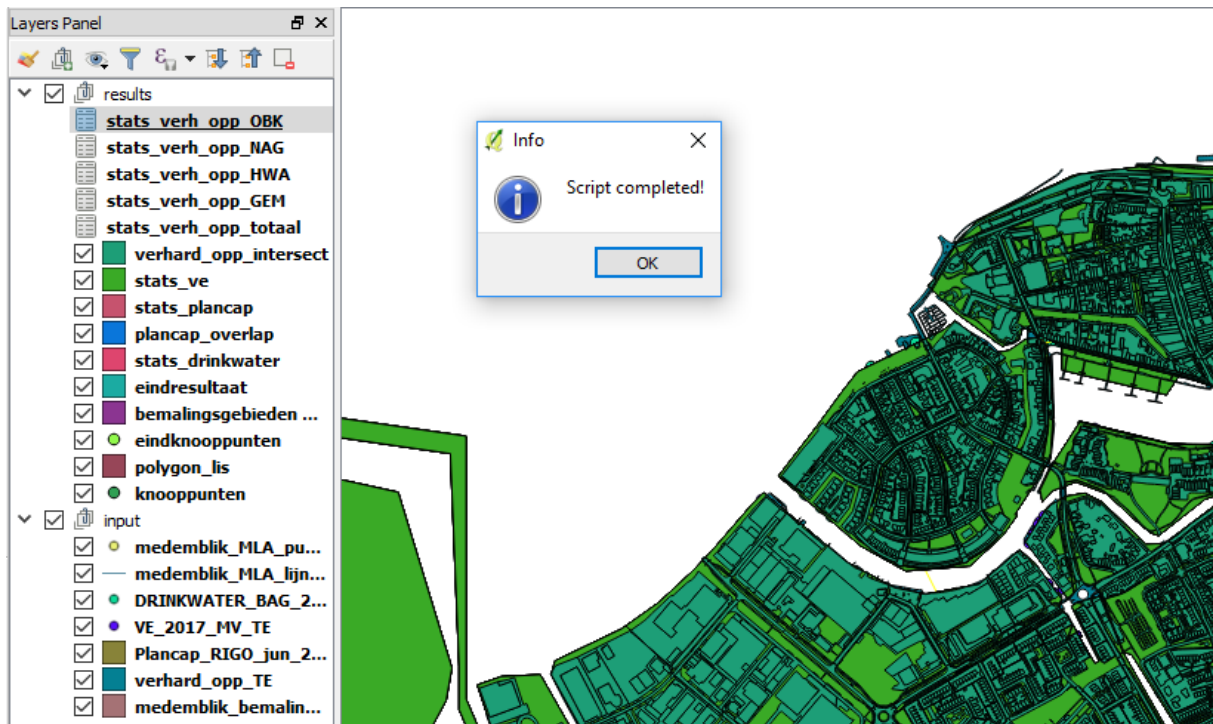 Layers Panel
results
stats_verh_opp_OBK
stats_verh_opp_NAG
stats_verh_opp_HWA
stats_verh_opp_GEM
stats_verh_opp_totaal
verhard_opp_intersect
stats_ve
stats_plancap
plancap_overlap
stats_drinkwater
eindresultaat
bemalingsgebieden ...
eindknooppunten
polygon_lis
knooppunten
input
medemblik_MLA_pu...
medemblik_MLA_lijn...
DRINKWATER_BAG_2...
VE_2017_MV_TE
Plancap_RIGO_jun_2...
verhard_opp_TE
medemblik_bemalin...
Info
Script completed!
OK